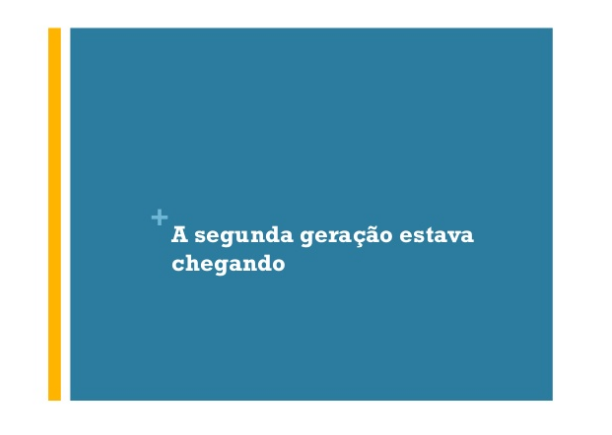 +
A segunda geração estava
chegando